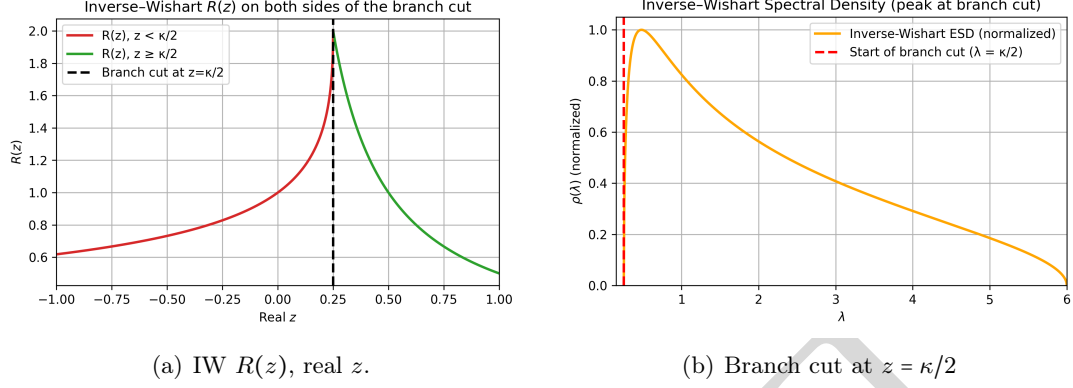 Inverse–Wishart R(z) on both sides of the branch cut
R(z), z < κ/2
R(z), z ≥ κ/2
Branch cut at z=κ/2
R(z)
2.0
1.8
1.6
1.4
1.2
1.0
0.8
0.6
−1.00 −0.75 −0.50 −0.25 0.00 0.25 0.50 0.75 1.00
Real z
(a) IW R(z), real z.
Inverse–Wishart Spectral Density (peak at branch cut)
Inverse-Wishart ESD (normalized)
Start of branch cut (λ = κ/2)
ρ(λ) (normalized)
1.0
0.8
0.6
0.4
0.2
0.0
1 2 3 4 5 6
λ
(b) Branch cut at z = κ/2